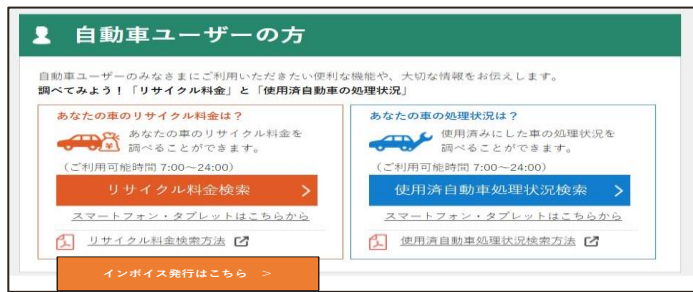 自動車ユーザーの方
自動車ユーザーのみなさまにご利用いただきたい便利な機能や、大切な情報をお伝えします。
調べてみよう！「リサイクル料金」と「使用済自動車の処理状況」
あなたの車のリサイクル料金は？
あなたの車のリサイクル料金を
調べることができます。
（ご利用可能時間 7:00～24:00）
リサイクル料金検索 >
スマートフォン・タブレットはこちらから
リサイクル料金検索方法
インボイス発行はこちら ＞
あなたの車の処理状況は？
使用済みにした車の処理状況を
調べることができます。
（ご利用可能時間 7:00～24:00）
使用済自動車処理状況検索 >
スマートフォン・タブレットはこちらから
使用済自動車処理状況検索方法